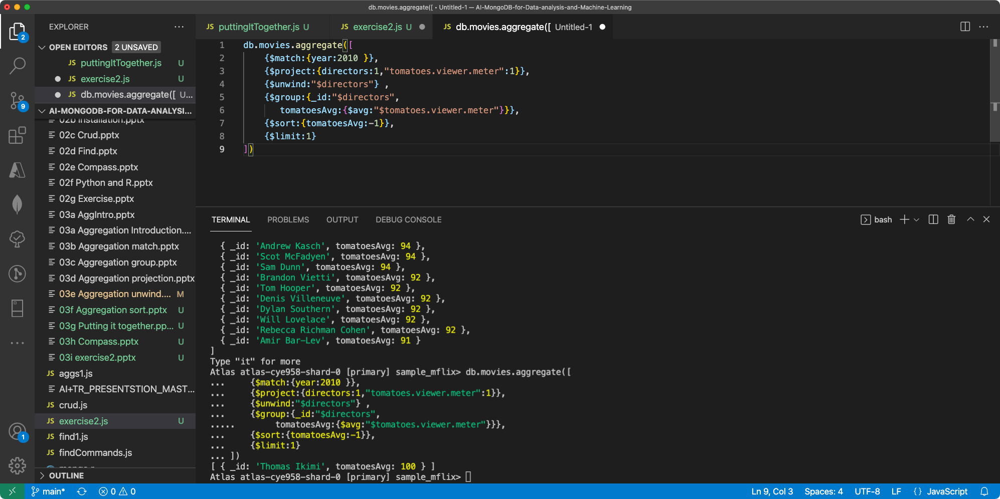 db.movies.aggregate([ • Untitled-1 — AI-MongoDB-for-Data-analysis-and-Machine-Learning
EXPLORER
OPEN EDITORS 2 UNSAVED
JS puttingItTogether.js U
JS exercise2.js U
JS db.movies.aggregate([ U...
AI-MONGODB-FOR-DATA-ANALYSI...
02b Installation.pptx
02c Crud.pptx
02d Find.pptx
02e Compass.pptx
02f Python and R.pptx
02g Exercise.pptx
03a AggIntro.pptx
03a Aggregation Introduction....
03b Aggregation match.pptx
03c Aggregation group.pptx
03d Aggregation projection.pptx
03e Aggregation unwind.... M
03f Aggregation sort.pptx U
03g Putting it together.pp... U
03h Compass.pptx U
03i exercise2.pptx U
JS aggs1.js
AI+TR_PRESENTSTION_MAST...
JS crud.js
JS exercise2.js U
JS find1.js
JS findCommands.js
OUTLINE
2
9
1
JS puttingItTogether.js U
JS exercise2.js U
JS db.movies.aggregate([ Untitled-1
1 db.movies.aggregate([
2 {$match:{year:2010 }},
3 {$project:{directors:1,"tomatoes.viewer.meter":1}},
4 {$unwind:"$directors"} ,
5 {$group:{_id:"$directors",
6 tomatoesAvg:{$avg:"$tomatoes.viewer.meter"}}},
7 {$sort:{tomatoesAvg:-1}},
8 {$limit:1}
9 ])
TERMINAL PROBLEMS OUTPUT DEBUG CONSOLE
bash
{ _id: 'Andrew Kasch', tomatoesAvg: 94 },
{ _id: 'Scot McFadyen', tomatoesAvg: 94 },
{ _id: 'Sam Dunn', tomatoesAvg: 94 },
{ _id: 'Brandon Vietti', tomatoesAvg: 92 },
{ _id: 'Tom Hooper', tomatoesAvg: 92 },
{ _id: 'Denis Villeneuve', tomatoesAvg: 92 },
{ _id: 'Dylan Southern', tomatoesAvg: 92 },
{ _id: 'Will Lovelace', tomatoesAvg: 92 },
{ _id: 'Rebecca Richman Cohen', tomatoesAvg: 92 },
{ _id: 'Amir Bar-Lev', tomatoesAvg: 91 }
]
Type "it" for more
Atlas atlas-cye958-shard-0 [primary] sample_mflix> db.movies.aggregate([
... {$match:{year:2010 }},
... {$project:{directors:1,"tomatoes.viewer.meter":1}},
... {$unwind:"$directors"} ,
... {$group:{_id:"$directors",
..... tomatoesAvg:{$avg:"$tomatoes.viewer.meter"}}},
... {$sort:{tomatoesAvg:-1}},
... {$limit:1}
... ])
[ { _id: 'Thomas Ikimi', tomatoesAvg: 100 } ]
Atlas atlas-cye958-shard-0 [primary] sample_mflix>
main* 0 0
Ln 9, Col 3 Spaces: 4 UTF-8 LF {} JavaScript